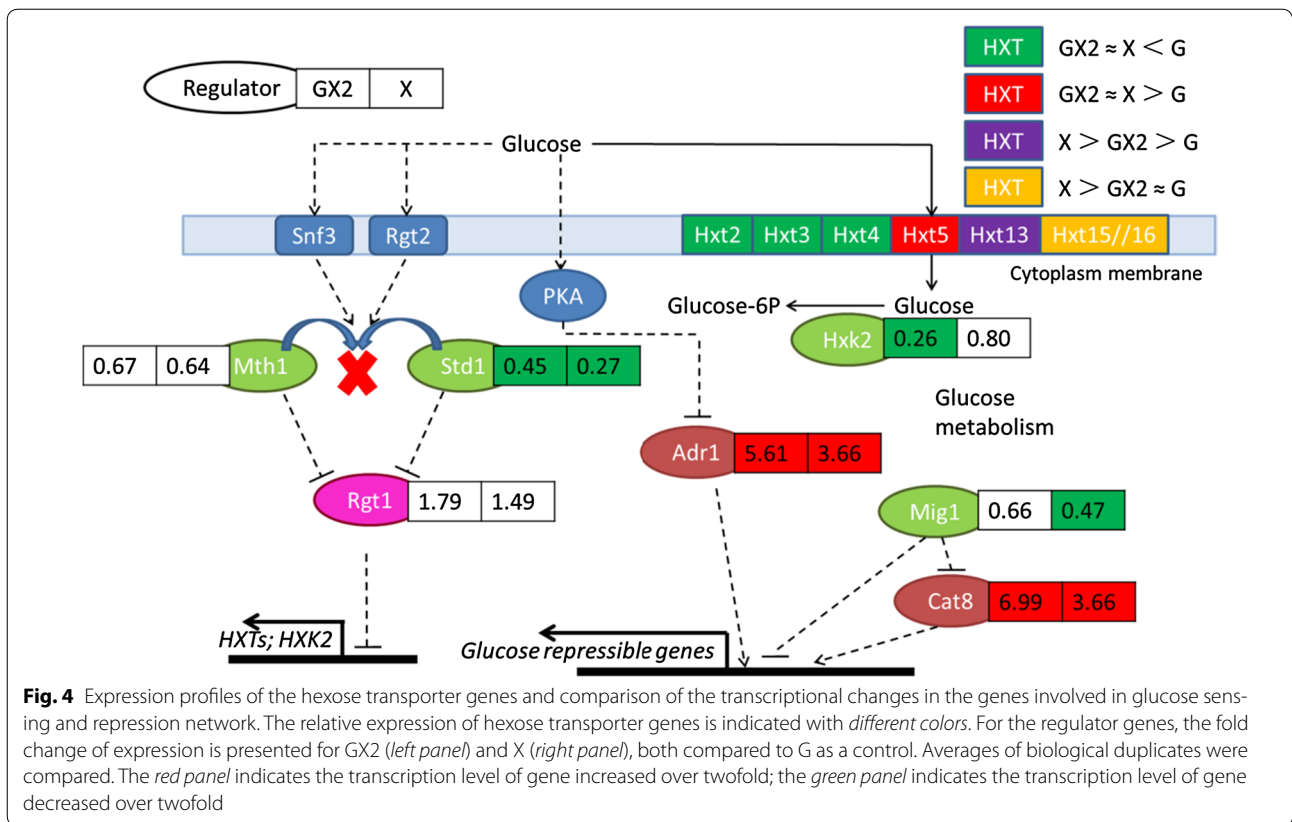 Regulator GX2 X
HXT GX2 ≈ X < G
HXT GX2 ≈ X > G
HXT X > GX2 > G
HXT X > GX2 ≈ G
Glucose
Snf3 Rgt2 Hxt2 Hxt3 Hxt4 Hxt5 Hxt13 Hxt15//16
Cytoplasm membrane
PKA
Glucose-6P Glucose
Hxk2 0.26 0.80
0.67 0.64 Mth1 Std1 0.45 0.27
Glucose
metabolism
Adr1 5.61 3.66
Rgt1 1.79 1.49
Mig1 0.66 0.47
Cat8 6.99 3.66
HXTs; HXK2
Glucose repressible genes
Fig. 4 Expression profiles of the hexose transporter genes and comparison of the transcriptional changes in the genes involved in glucose sens-
ing and repression network. The relative expression of hexose transporter genes is indicated with different colors. For the regulator genes, the fold
change of expression is presented for GX2 (left panel) and X (right panel), both compared to G as a control. Averages of biological duplicates were
compared. The red panel indicates the transcription level of gene increased over twofold; the green panel indicates the transcription level of gene
decreased over twofold